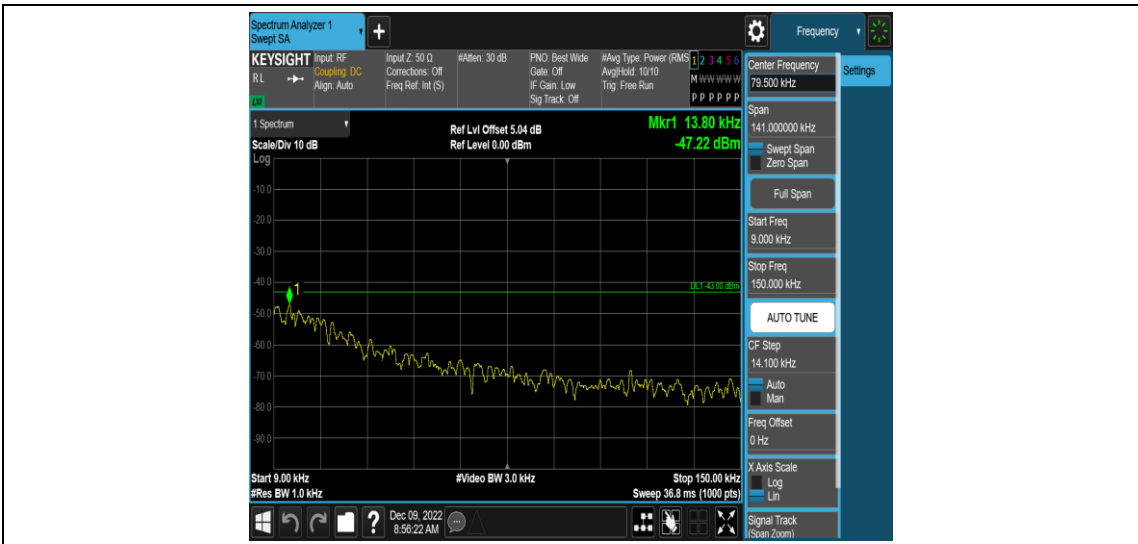 Spectrum Analyzer 1
Swept SA
+
Frequency
KEYSIGHT
RL
LXI
Input: RF
Coupling: DC
Align: Auto
Input Z: 50 Ω
Corrections: Off
Freq Ref: Int (S)
#Atten: 30 dB
PNO: Best Wide
Gate: Off
IF Gain: Low
Sig Track: Off
#Avg Type: Power (RMS
Avg|Hold: 10/10
Trig: Free Run
1 2 3 4 5 6
M W W W W W
P P P P P P
1 Spectrum
Scale/Div 10 dB
Log
Ref Lvl Offset 5.04 dB
Ref Level 0.00 dBm
Mkr1 13.80 kHz
-47.22 dBm
-10.0
-20.0
-30.0
-40.0
DL1 -43.00 dBm
1
-50.0
-60.0
-70.0
-80.0
-90.0
Start 9.00 kHz
#Video BW 3.0 kHz
Stop 150.00 kHz
#Res BW 1.0 kHz
Sweep 36.8 ms (1000 pts)
?
Dec 09, 2022
8:56:22 AM
Center Frequency
79.500 kHz
Settings
Span
141.000000 kHz
Swept Span
Zero Span
Full Span
Start Freq
9.000 kHz
Stop Freq
150.000 kHz
AUTO TUNE
CF Step
14.100 kHz
Auto
Man
Freq Offset
0 Hz
X Axis Scale
Log
Lin
Signal Track
(Span Zoom)